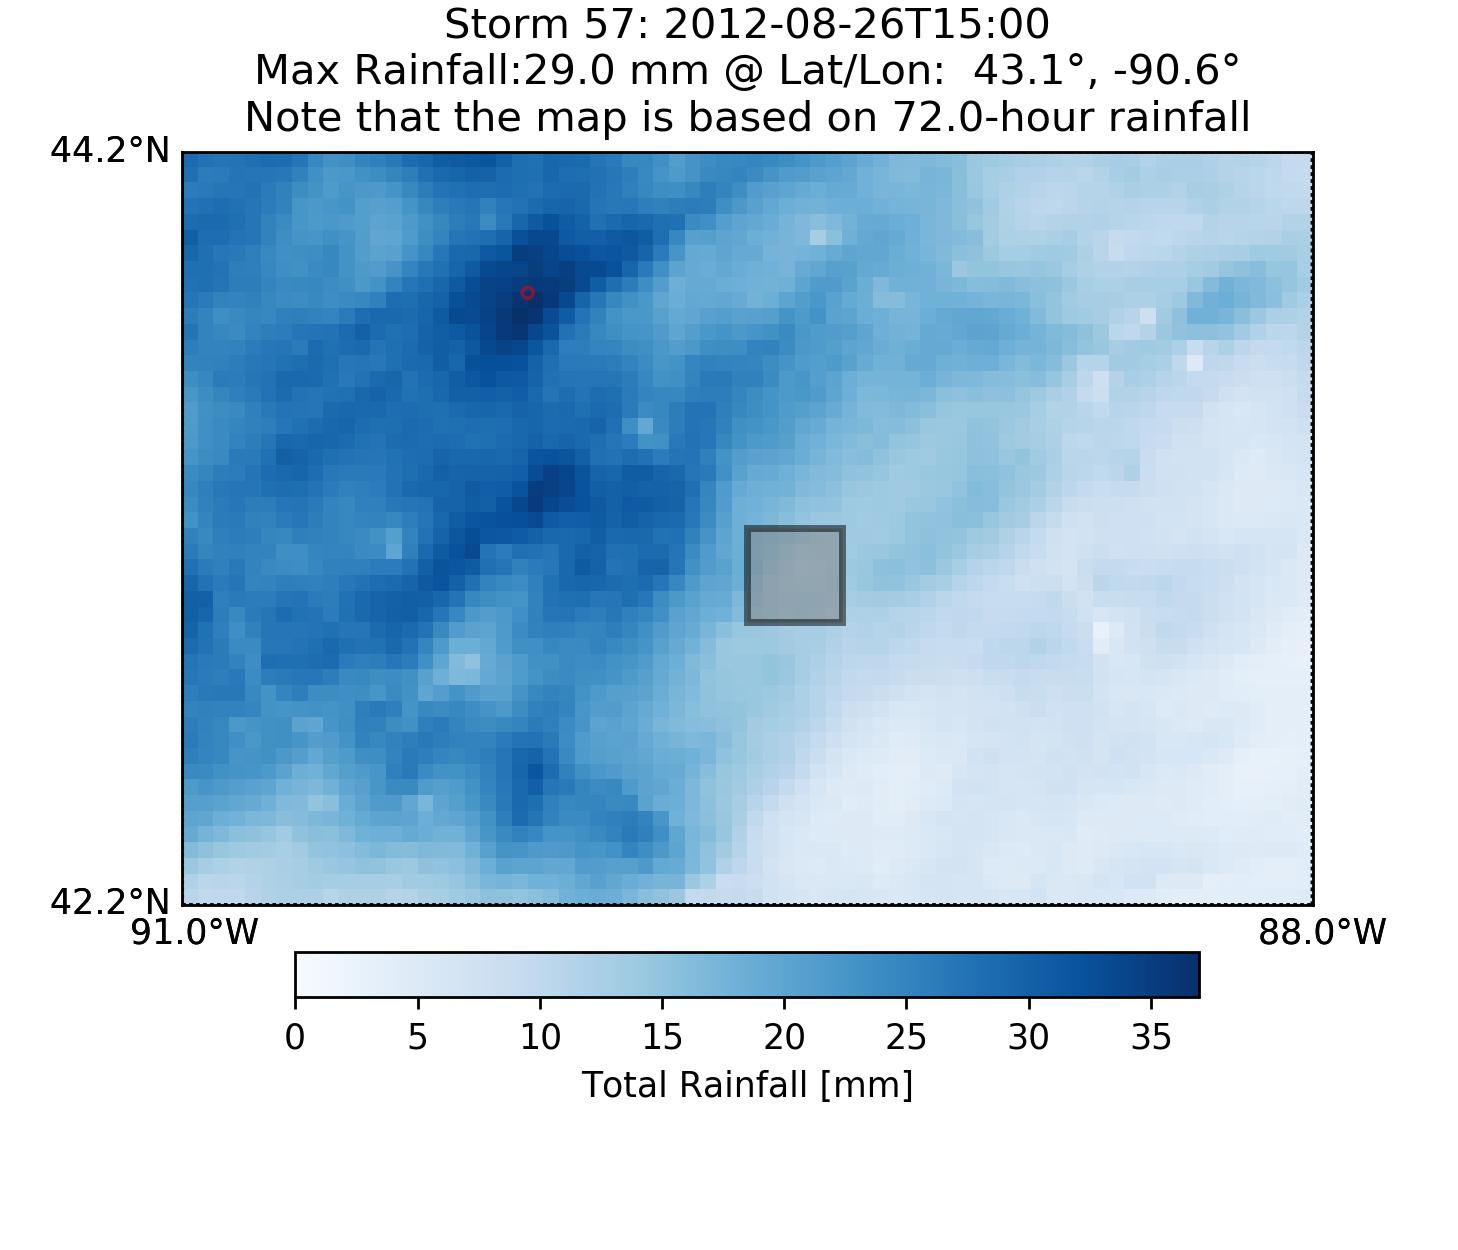 Storm 57: 2012-08-26T15:00
Max Rainfall:29.0 mm @ Lat/Lon:  43.1°, -90.6°
Note that the map is based on 72.0-hour rainfall
44.2°N
42.2°N
91.0°W 88.0°W
0 5 10 15 20 25 30 35
Total Rainfall [mm]